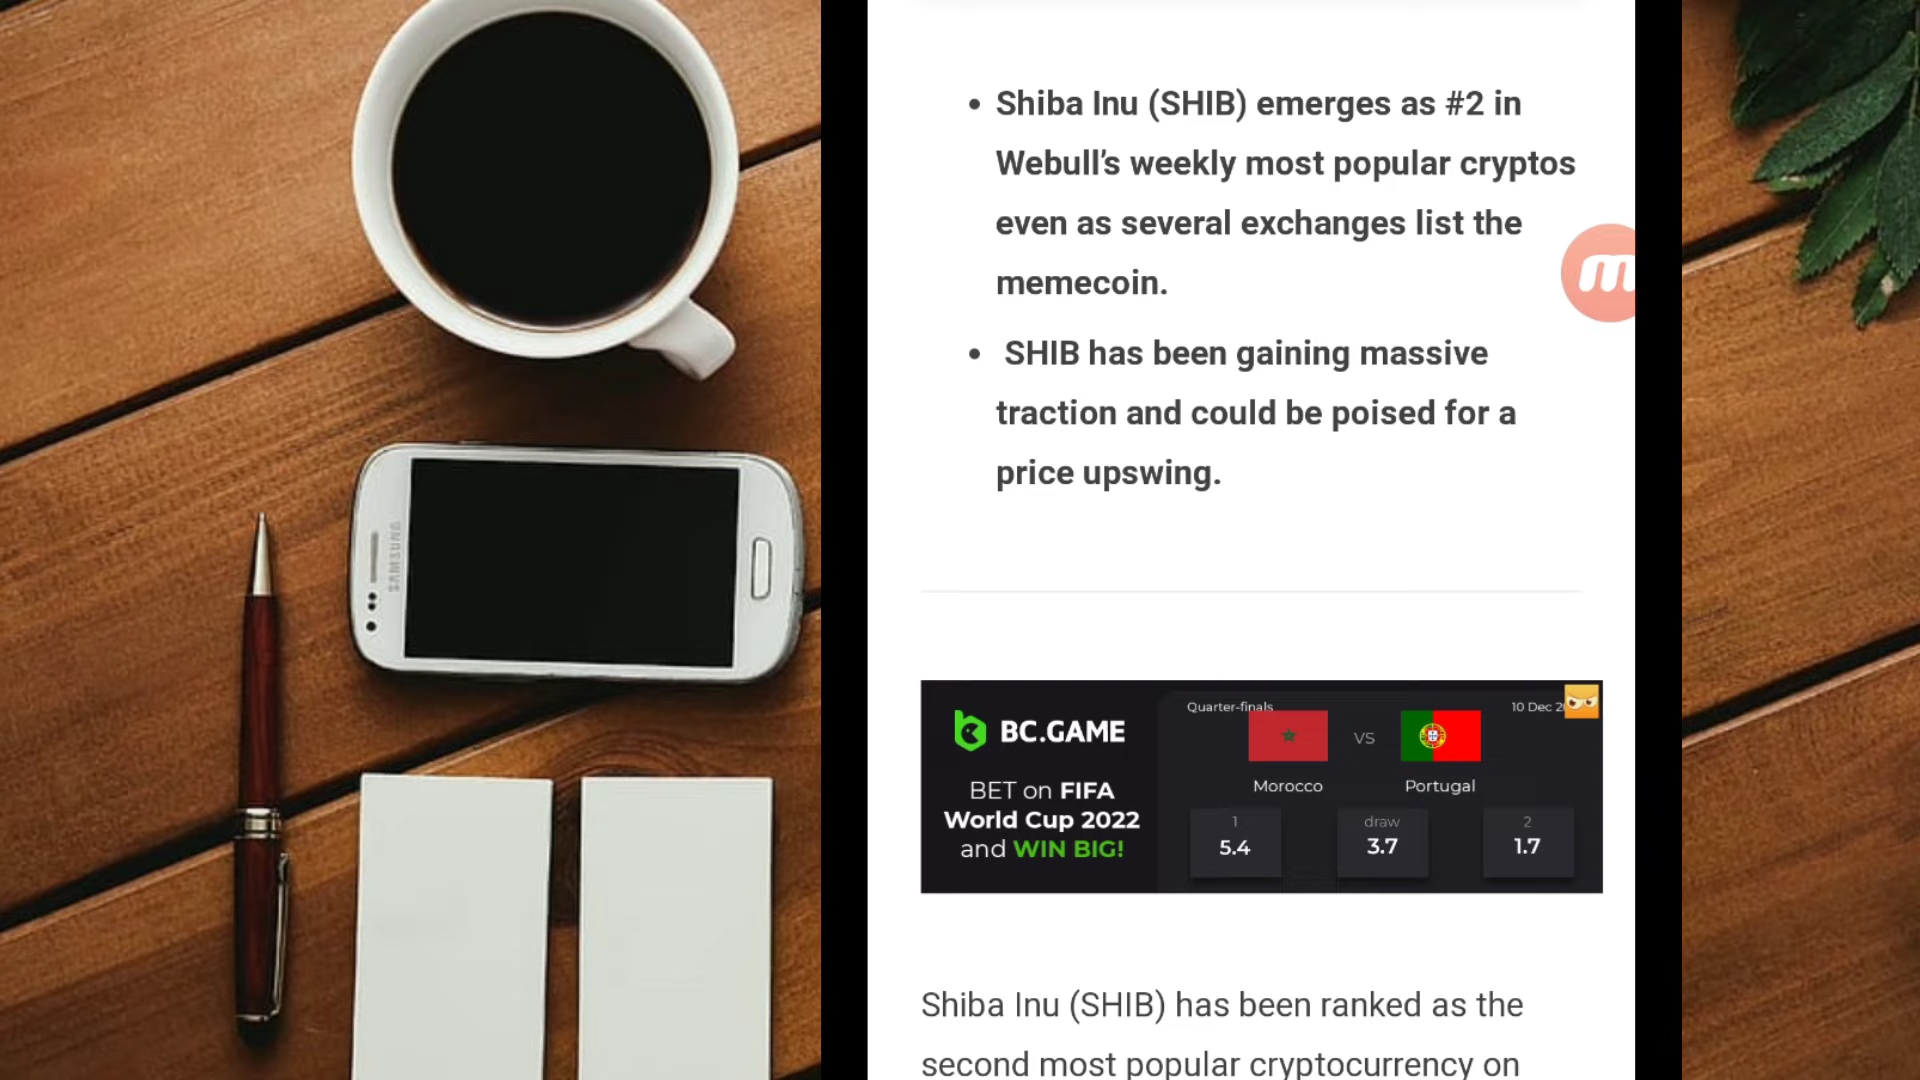 SAMSUNG
• Shiba Inu (SHIB) emerges as #2 in
Webull’s weekly most popular cryptos
even as several exchanges list the
memecoin.
• SHIB has been gaining massive
traction and could be poised for a
price upswing.
m
BC.GAME
BET on FIFA
World Cup 2022
and WIN BIG!
Quarter-finals
10 Dec
VS
Morocco
Portugal
1
draw
2
5.4
3.7
1.7
Shiba Inu (SHIB) has been ranked as the
second most popular cryptocurrency on